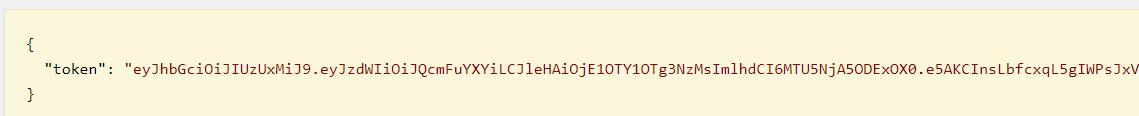 {
"token": "eyJhbGciOiJIUzUxMiJ9.eyJzdWIiOiJQcmFuYXYiLCJleHAiOjE1OTY1OTg3NzMsImlhdCI6MTU5NjA5ODExOX0.e5AKCInsLbfcxqL5gIWPsJxV
}